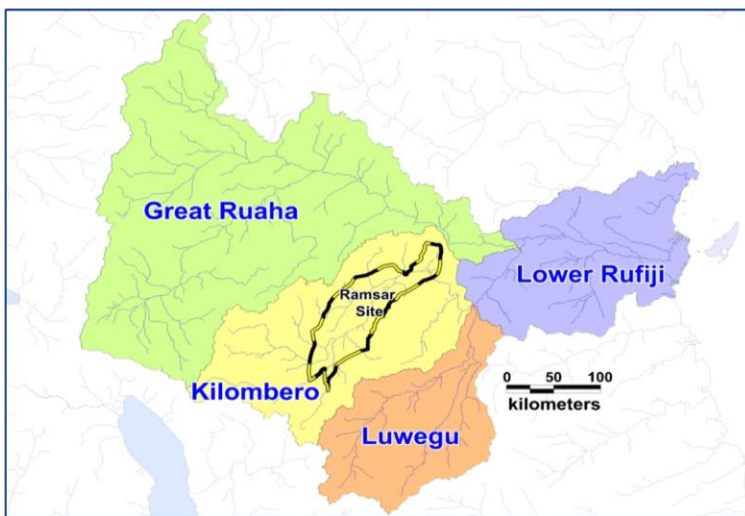 Great Ruaha
Lower Rufiji
Ramsar
Site
Kilombero
0 50 100
kilometers
Luwegu